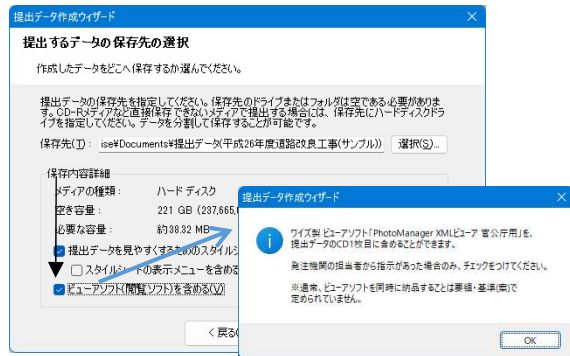 提出データ作成ウィザード
提出するデータの保存先の選択
作成したデータをどこへ保存するか選んでください。
提出データの保存先を指定してください。保存先のドライブまたはフォルダは空である必要がありま
す。CD-Rメディアなど直接保存できないメディアで提出する場合には、保存先にハードディスクドラ
イブを指定してください。データを分割して保存することが可能です。
保存先(T): ise¥Documents¥提出データ(平成26年度道路改良工事(サンプル)) 選択(S)...
保存内容詳細
メディアの種類: ハード ディスク
空き容量: 221 GB (237,665,
必要な容量: 約38.32 MB
提出データを見やすくするためのスタイルシ
スタイルシートの表示メニューを含める
ビューアソフト(閲覧ソフト)を含める(V)
< 戻る(
提出データ作成ウィザード
ワイズ製 ビューアソフト「PhotoManager XMLビューア 官公庁用」を、
提出データのCD1枚目に含めることができます。
発注機関の担当者から指示があった場合のみ、チェックをつけてください。
※通常、ビューアソフトを同時に納品することは要領・基準(案)で
定められていません。
OK